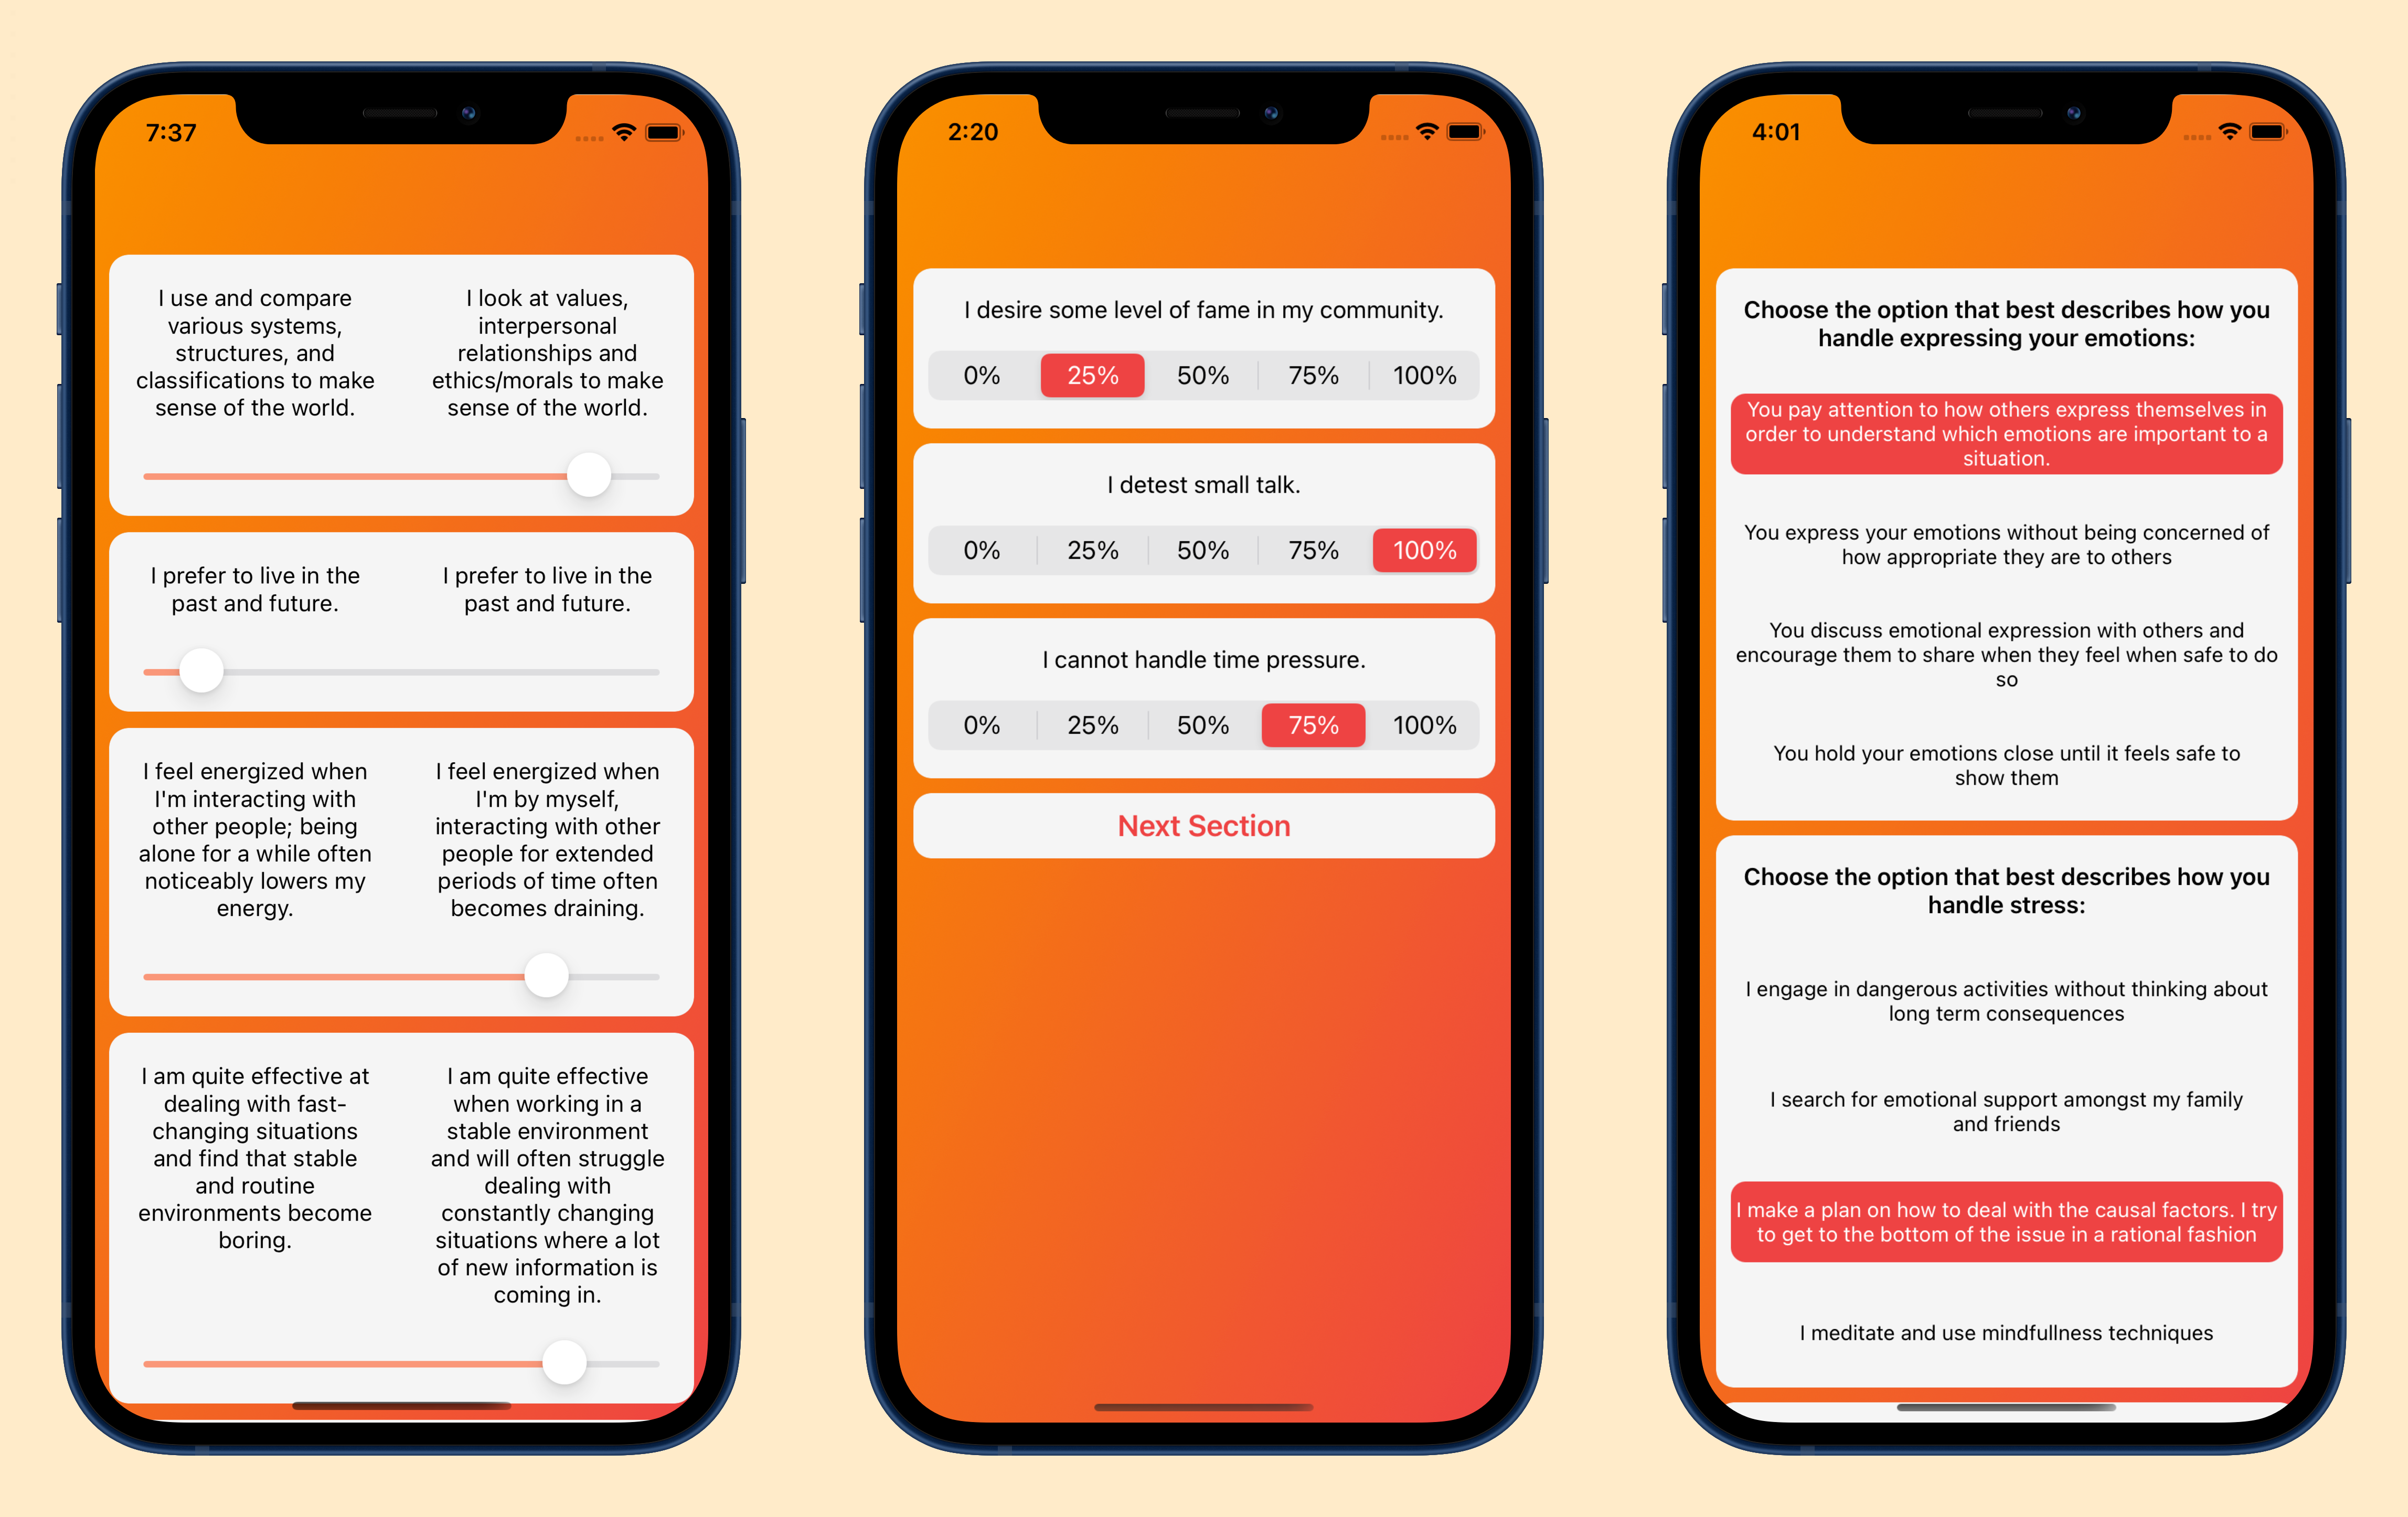 7:37
I use and compare
various systems,
structures, and
classifications to make
sense of the world.
I look at values,
interpersonal
relationships and
ethics/morals to make
sense of the world.
I prefer to live in the
past and future.
I prefer to live in the
past and future.
I feel energized when
I'm interacting with
other people; being
alone for a while often
noticeably lowers my
energy.
I feel energized when
I'm by myself,
interacting with other
people for extended
periods of time often
becomes draining.
I am quite effective at
dealing with fast-
changing situations
and find that stable
and routine
environments become
boring.
I am quite effective
when working in a
stable environment
and will often struggle
dealing with
constantly changing
situations where a lot
of new information is
coming in.
2:20
I desire some level of fame in my community.
0% 25% 50% 75% 100%
I detest small talk.
0% 25% 50% 75% 100%
I cannot handle time pressure.
0% 25% 50% 75% 100%
Next Section
4:01
Choose the option that best describes how you
handle expressing your emotions:
You pay attention to how others express themselves in
order to understand which emotions are important to a
situation.
You express your emotions without being concerned of
how appropriate they are to others
You discuss emotional expression with others and
encourage them to share when they feel when safe to do
so
You hold your emotions close until it feels safe to
show them
Choose the option that best describes how you
handle stress:
I engage in dangerous activities without thinking about
long term consequences
I search for emotional support amongst my family
and friends
I make a plan on how to deal with the causal factors. I try
to get to the bottom of the issue in a rational fashion
I meditate and use mindfullness techniques